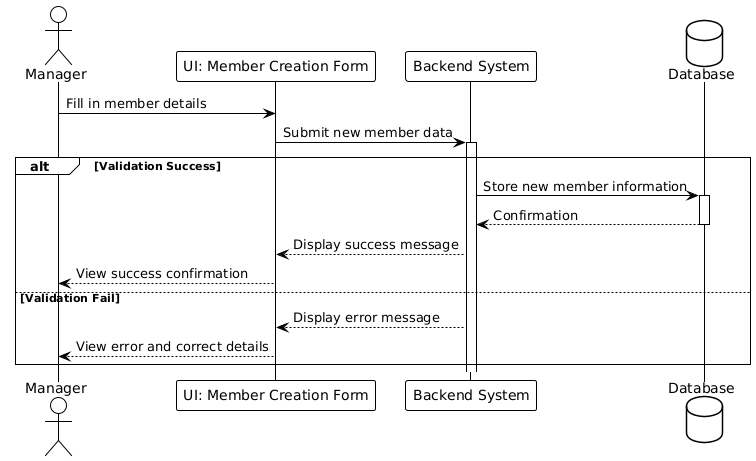 Manager
UI: Member Creation Form
Backend System
Database
Fill in member details
Submit new member data
alt
[Validation Success]
Store new member information
Confirmation
Display success message
View success confirmation
[Validation Fail]
Display error message
View error and correct details
Manager
UI: Member Creation Form
Backend System
Database